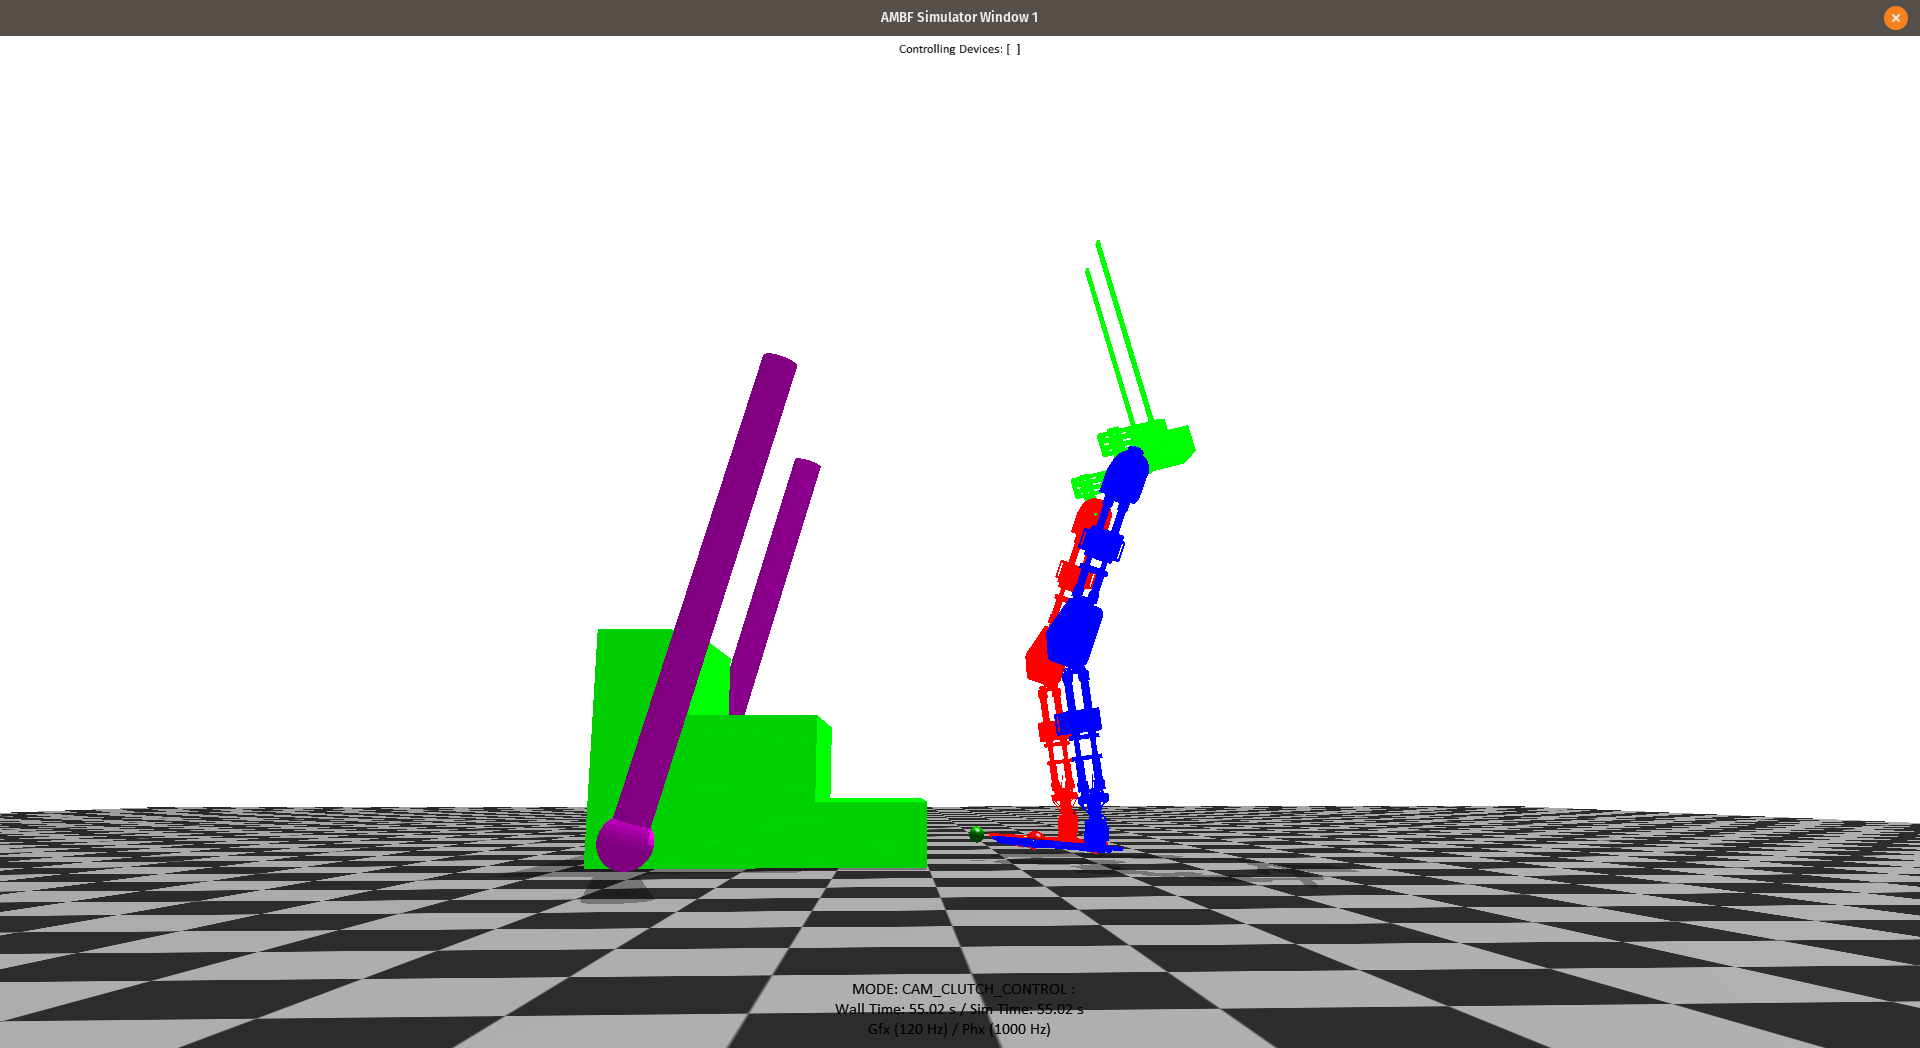 AMBF Simulator Window 1
Controlling Devices: [ ]
MODE: CAM_CLUTCH_CONTROL :
Wall Time: 55.02 s / Sim Time: 55.02 s
Gfx (120 Hz) / Phx (1000 Hz)